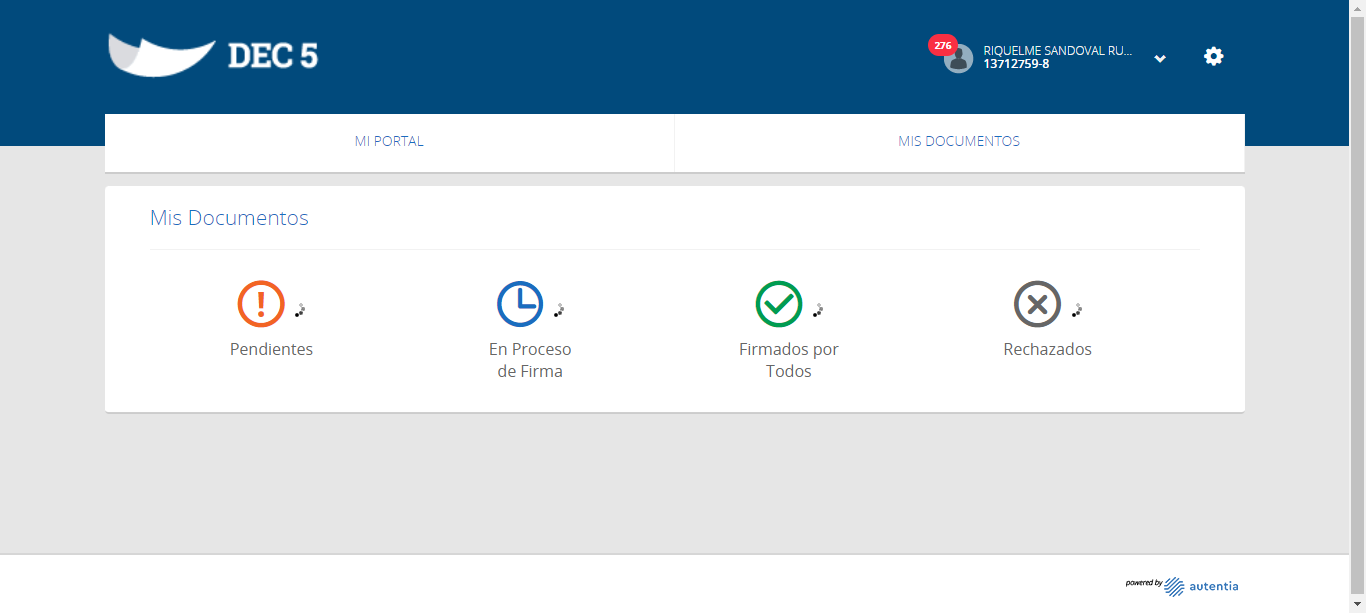 DEC 5
276
RIQUELME SANDOVAL RU...
13712759-8
MI PORTAL
MIS DOCUMENTOS
Mis Documentos
Pendientes
En Proceso
de Firma
Firmados por
Todos
Rechazados
powered by
autentia